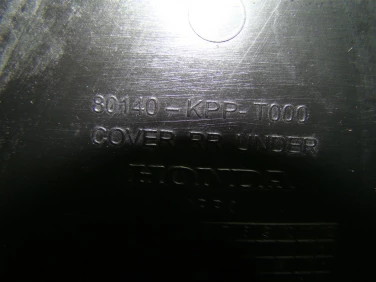 80140-KPP-T000
COVER RR UNDER
HONDA